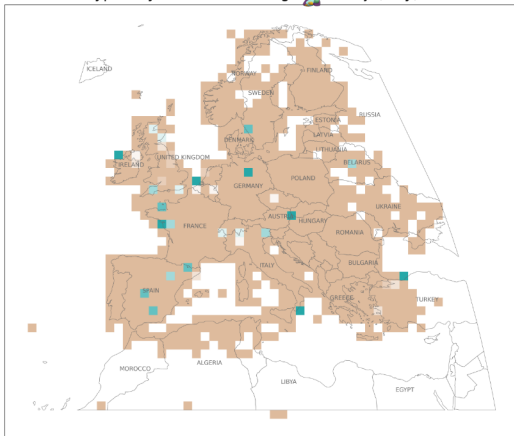 ICELAND
NORWAY
FINLAND
SWEDEN
RUSSIA
ESTONIA
LATVIA
DENMARK
LITHUANIA
UNITED KINGDOM
BELARUS
IRELAND
POLAND
GERMANY
UKRAINE
AUSTRIA
HUNGARY
FRANCE
ROMANIA
BULGARIA
ITALY
SPAIN
GREECE
TURKEY
ALGERIA
MOROCCO
LIBYA
EGYPT